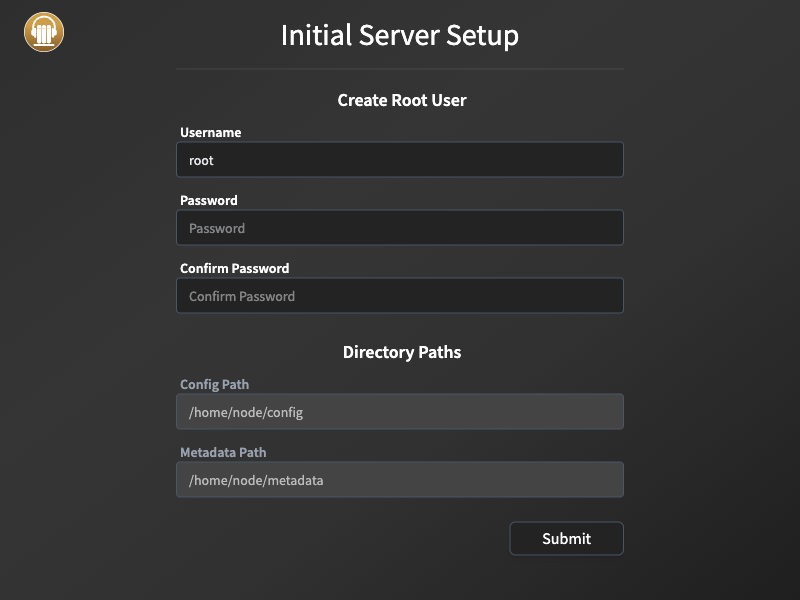 Initial Server Setup
Create Root User
Username
root
Password
Password
Confirm Password
Confirm Password
Directory Paths
Config Path
/home/node/config
Metadata Path
/home/node/metadata
Submit